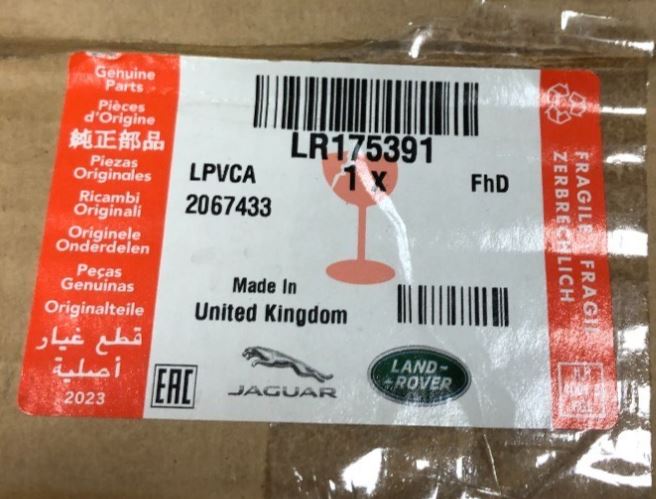 Genuine
Parts
Pièces
d'Origine
純正部品
Piezas
Originales
Ricambi
Originali
Originele
Onderdelen
Peças
Genuinas
Originalteile
قطع غيار
أصلية
2023
LR175391
1 x
LPVCA
FhD
2067433
Made In
United Kingdom
EAC
JAGUAR
LAND-
-ROVER
FRAGILE FRAGIL
ZERBRECHLICH